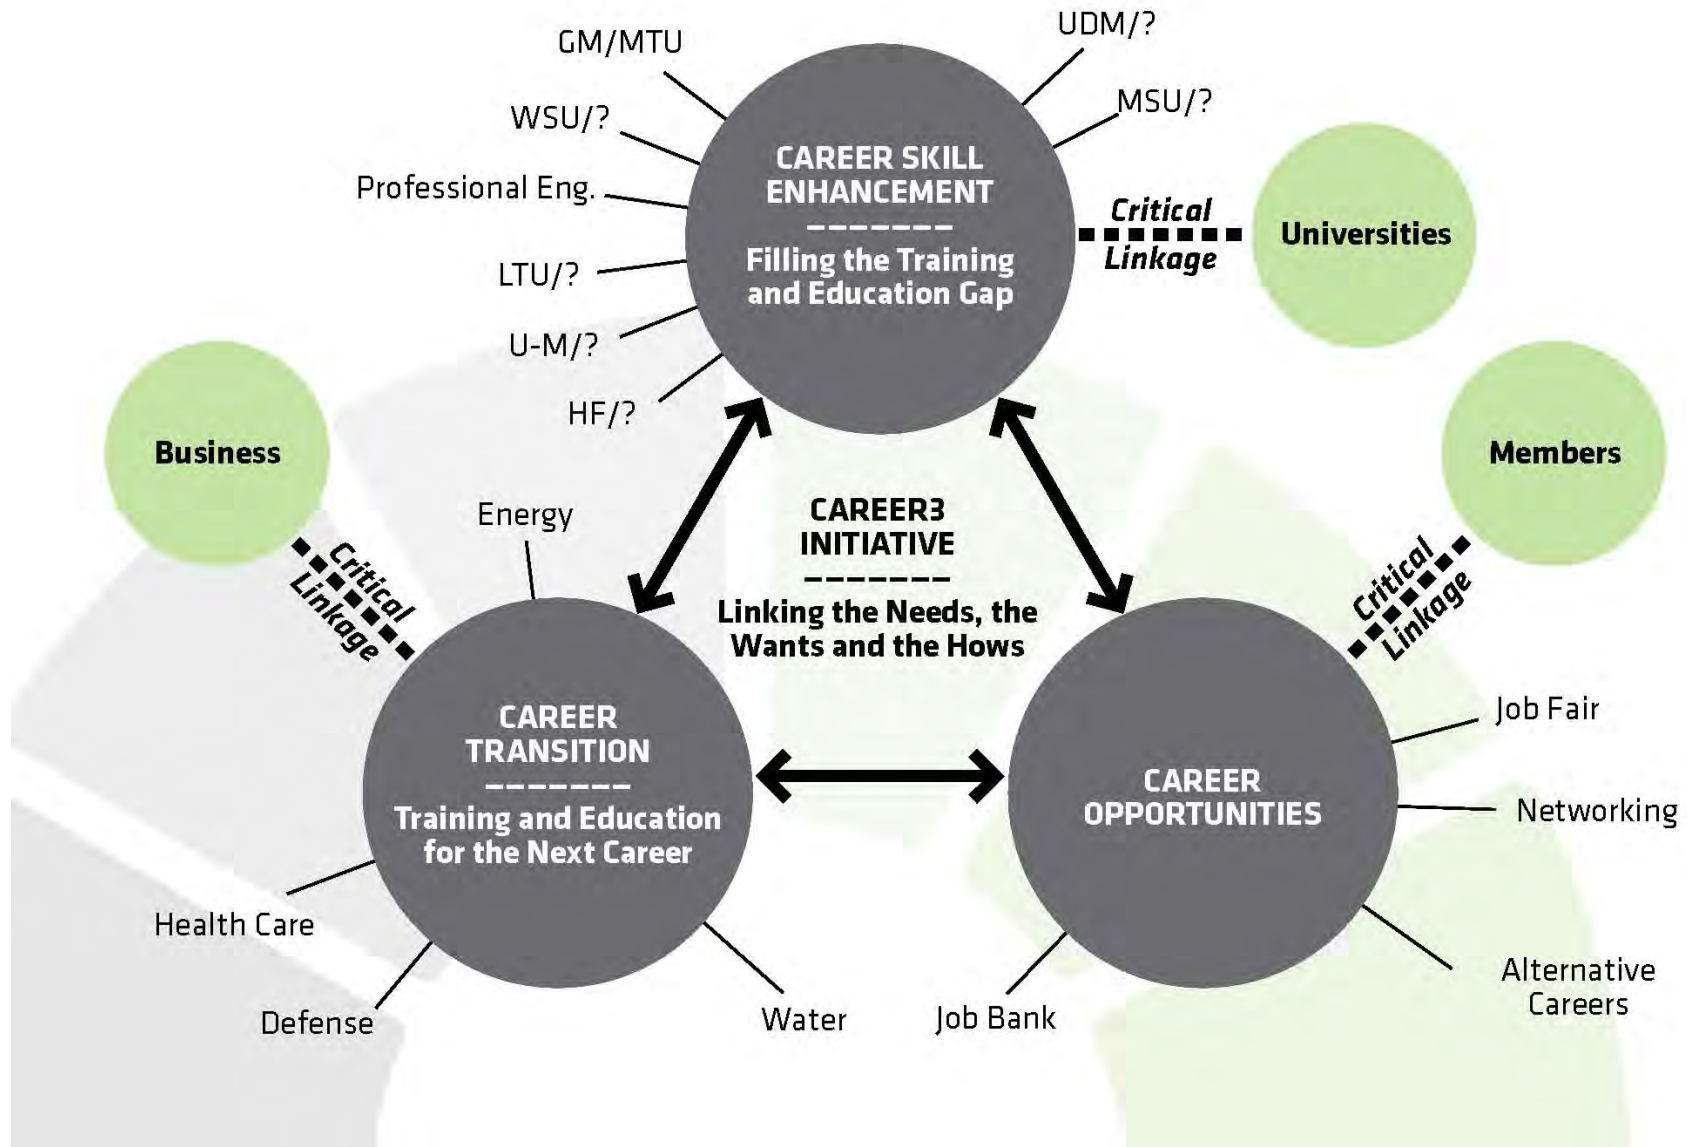 GM/MTU
WSU/?
Professional Eng.
LTU/?
U-M/?
HF/?
UDM/?
MSU/?
CAREER SKILL
ENHANCEMENT
Filling the Training
and Education Gap
Critical
Linkage
Universities
Business
Critical
Linkage
Energy
CAREER3
INITIATIVE
Linking the Needs, the
Wants and the Hows
Members
Critical
Linkage
CAREER
TRANSITION
Training and Education
for the Next Career
Health Care
Defense
Water
CAREER
OPPORTUNITIES
Job Fair
Networking
Alternative
Careers
Job Bank